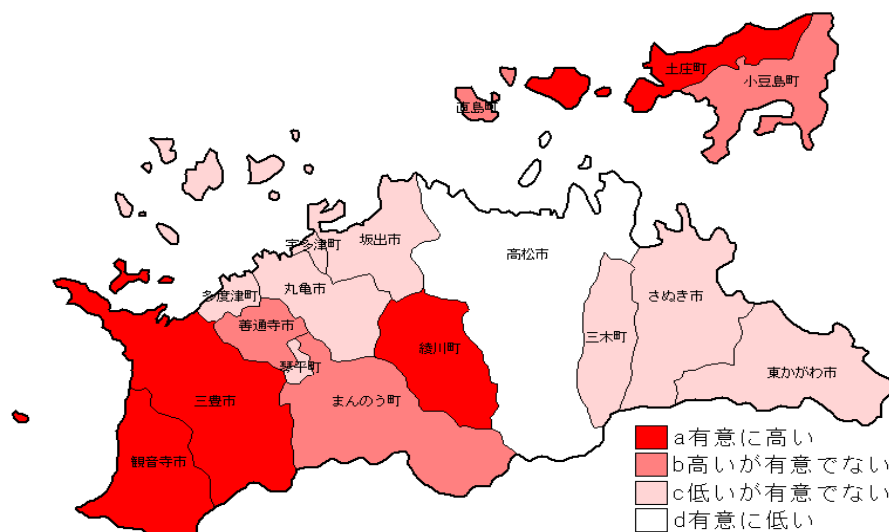 土庄町
小豆島町
直島町
宇多津町
坂出市
高松市
多度津町
丸亀市
さぬき市
善通寺市
三木町
綾川町
琴平町
東かがわ市
三豊市
まんのう町
観音寺市
a有意に高い
b高いが有意でない
c低いが有意でない
d有意に低い